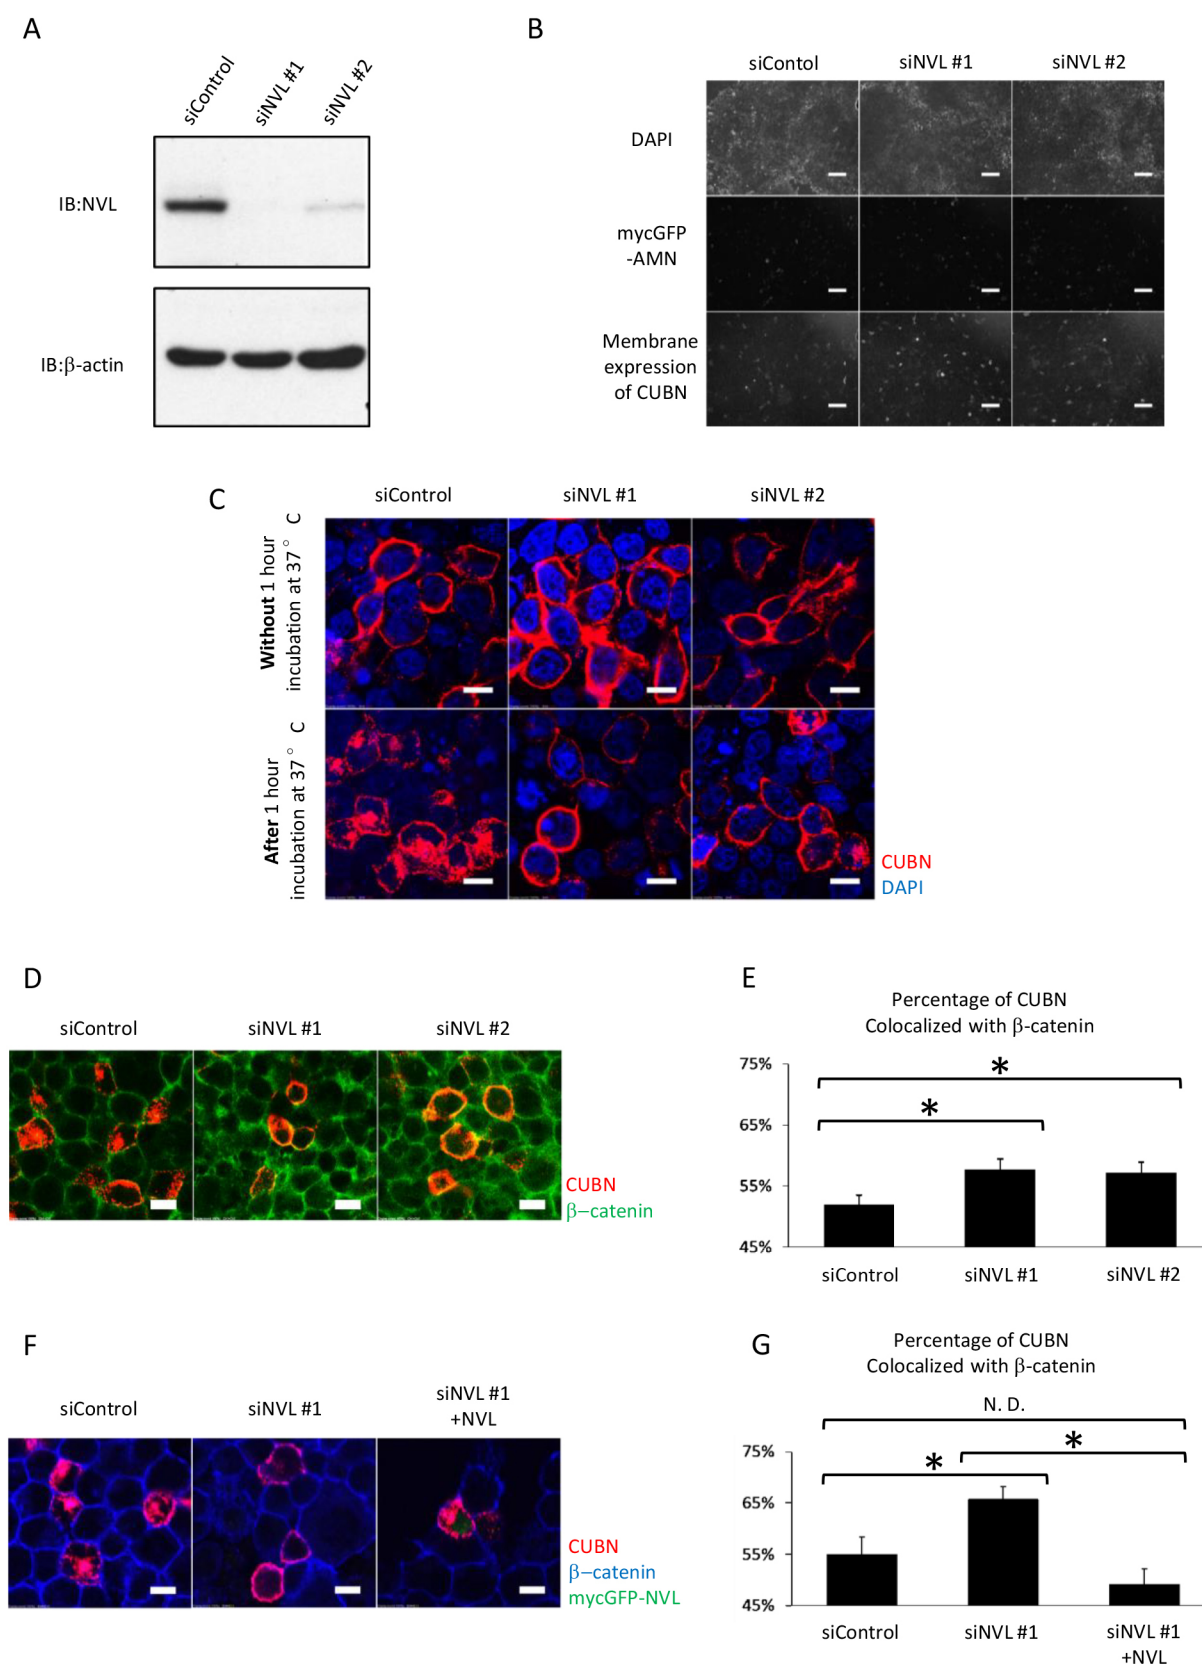 A
siControl
siNVL #1
siNVL #2
IB:NVL
IB:β-actin
B
siContol
siNVL #1
siNVL #2
DAPI
mycGFP
-AMN
Membrane
expression
of CUBN
C
siControl
siNVL #1
siNVL #2
Without 1 hour
incubation at 37° C
After 1 hour
incubation at 37° C
CUBN
DAPI
D
siControl
siNVL #1
siNVL #2
CUBN
β–catenin
E
Percentage of CUBN
Colocalized with β-catenin
*
*
75%
65%
55%
45%
siControl
siNVL #1
siNVL #2
F
siControl
siNVL #1
siNVL #1
+NVL
CUBN
β–catenin
mycGFP-NVL
G
Percentage of CUBN
Colocalized with β-catenin
N. D.
*
*
75%
65%
55%
45%
siControl
siNVL #1
siNVL #1
+NVL